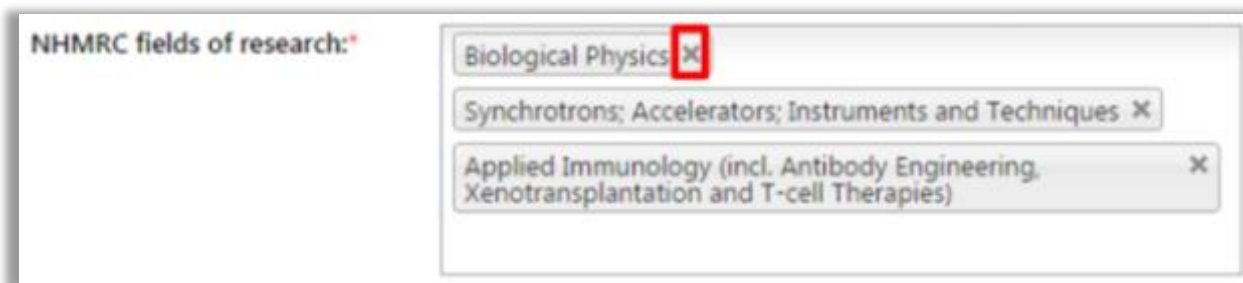 NHMRC fields of research:*
Biological Physics ×
Synchrotrons; Accelerators; Instruments and Techniques ×
Applied Immunology (incl. Antibody Engineering, ×
Xenotransplantation and T-cell Therapies)